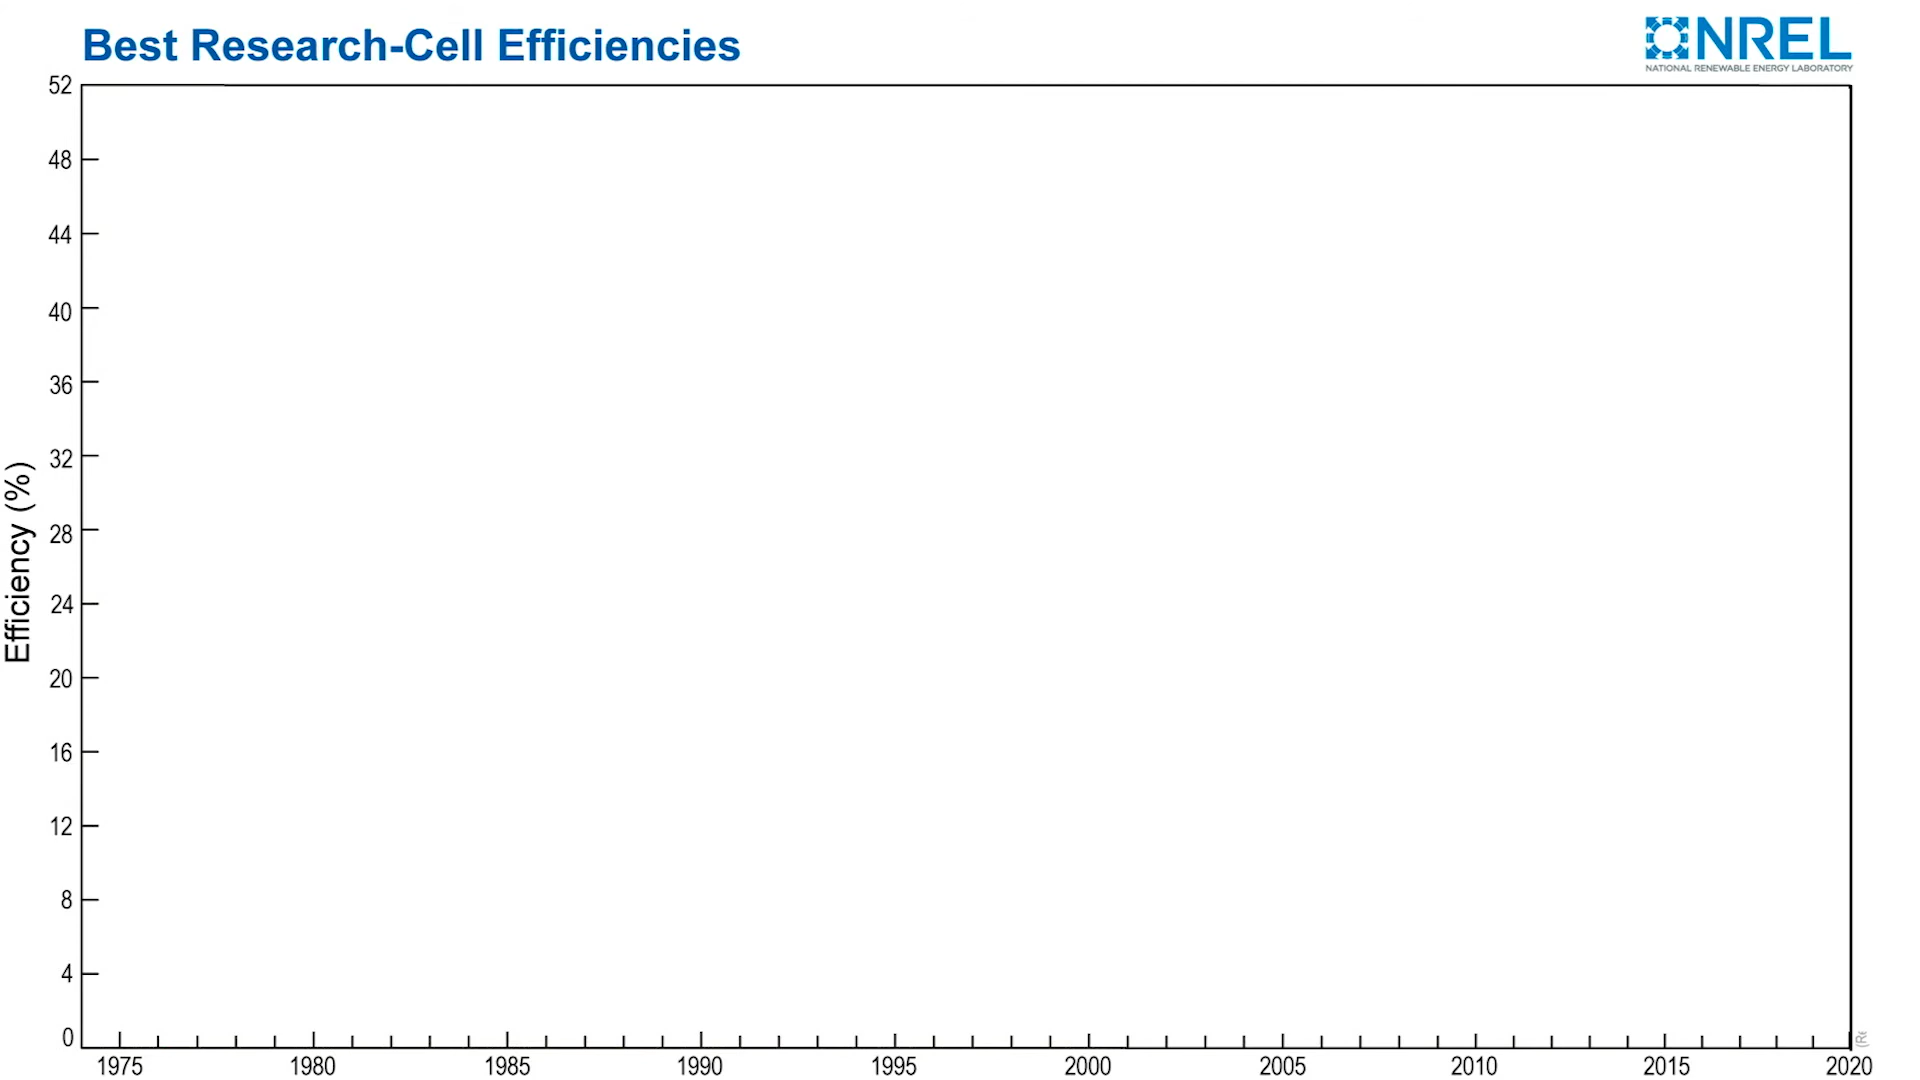 Best Research-Cell Efficiencies
NREL
NATIONAL RENEWABLE ENERGY LABORATORY
52
48
44
40
36
32
28
24
20
16
12
8
4
0
Efficiency (%)
1975 1980 1985 1990 1995 2000 2005 2010 2015 2020